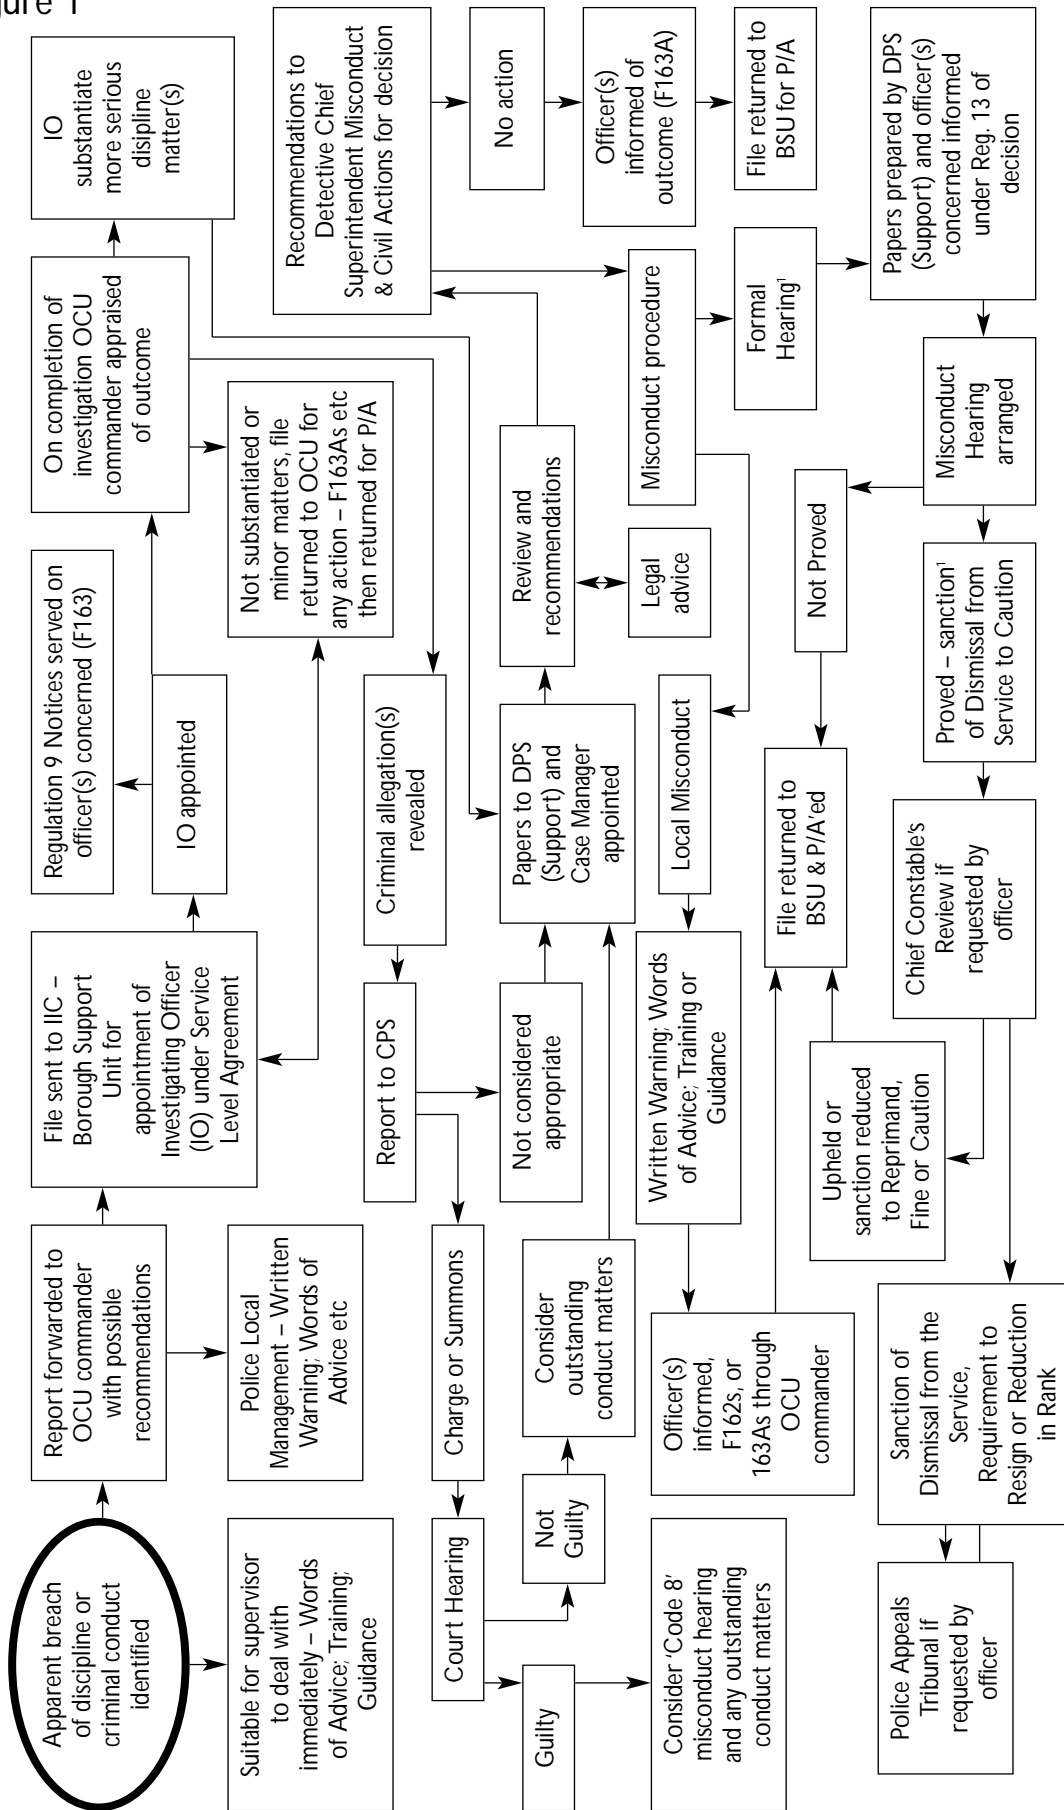 gure 1
Apparent breach
of discipline or
criminal conduct
identified
Report forwarded to
OCU commander
with possible
recommendations
File sent to IIC –
Borough Support
Unit for
appointment of
Investigating Officer
(IO) under Service
Level Agreement
IO appointed
Regulation 9 Notices served on
officer(s) concerned (F163)
On completion of
investigation OCU
commander appraised
of outcome
IO
substantiate
more serious
disipline
matter(s)
Suitable for supervisor
to deal with
immediately – Words
of Advice; Training;
Guidance
Police Local
Management – Written
Warning; Words of
Advice etc
Not substantiated or
minor matters, file
returned to OCU for
any action – F163As etc
then returned for P/A
Criminal allegation(s)
revealed
Report to CPS
Charge or Summons
Court Hearing
Guilty
Not
Guilty
Consider
outstanding
conduct matters
Not considered
appropriate
Consider ‘Code 8’
misconduct hearing
and any outstanding
conduct matters
Papers to DPS
(Support) and
Case Manager
appointed
Review and
recommendations
Legal
advice
Recommendations to
Detective Chief
Superintendent Misconduct
& Civil Actions for decision
No action
Officer(s)
informed of
outcome (F163A)
File returned to
BSU for P/A
Misconduct procedure
Formal
Hearing¹
Local Misconduct
Written Warning; Words
of Advice; Training or
Guidance
Officer(s)
informed,
F162s, or
163As through
OCU
commander
File returned to
BSU & P/A’ed
Papers prepared by DPS
(Support) and officer(s)
concerned informed
under Reg. 13 of
decision
Misconduct
Hearing
arranged
Not Proved
Proved – sanction¹
of Dismissal from
Service to Caution
Chief Constable’s
Review if
requested by
officer
Upheld or
sanction reduced
to Reprimand,
Fine or Caution
Sanction of
Dismissal from the
Service,
Requirement to
Resign or Reduction
in Rank
Police Appeals
Tribunal if
requested by
officer